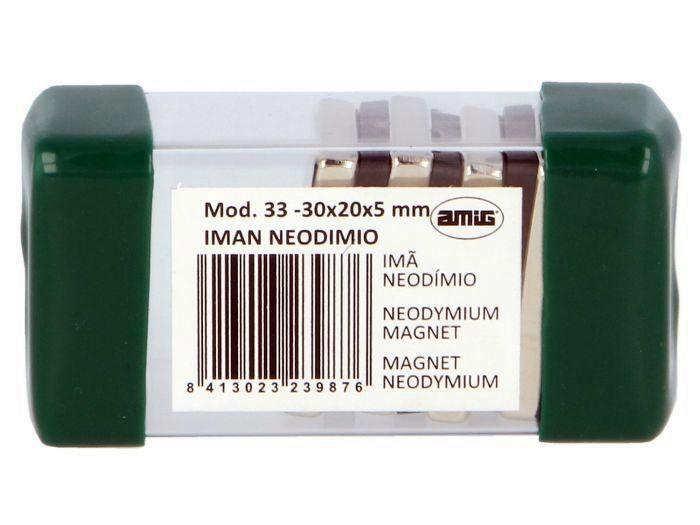 Mod. 33 -30x20x5 mm
AMIG
IMAN NEODIMIO
IMÃ
NEODÍMIO
NEODYMIUM
MAGNET
MAGNET
NEODYMIUM
8 413023 239876